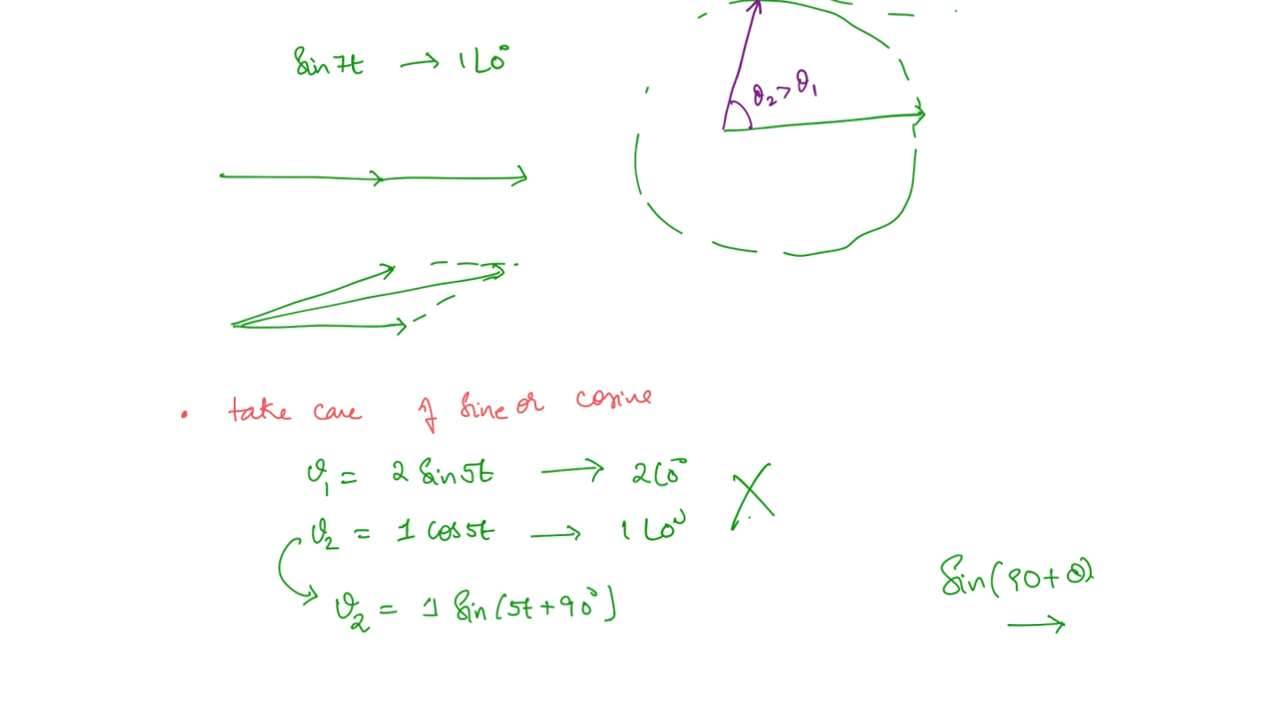 Sin7t → 1∠0°
θ₂ > θ₁
• take care of Sine or cosine
v₁ = 2 Sin5t → 2∠0°
v₂ = 1 cos5t → 1∠0°
v₂ = 1 Sin(5t+90°)
Sin(90+θ)
→